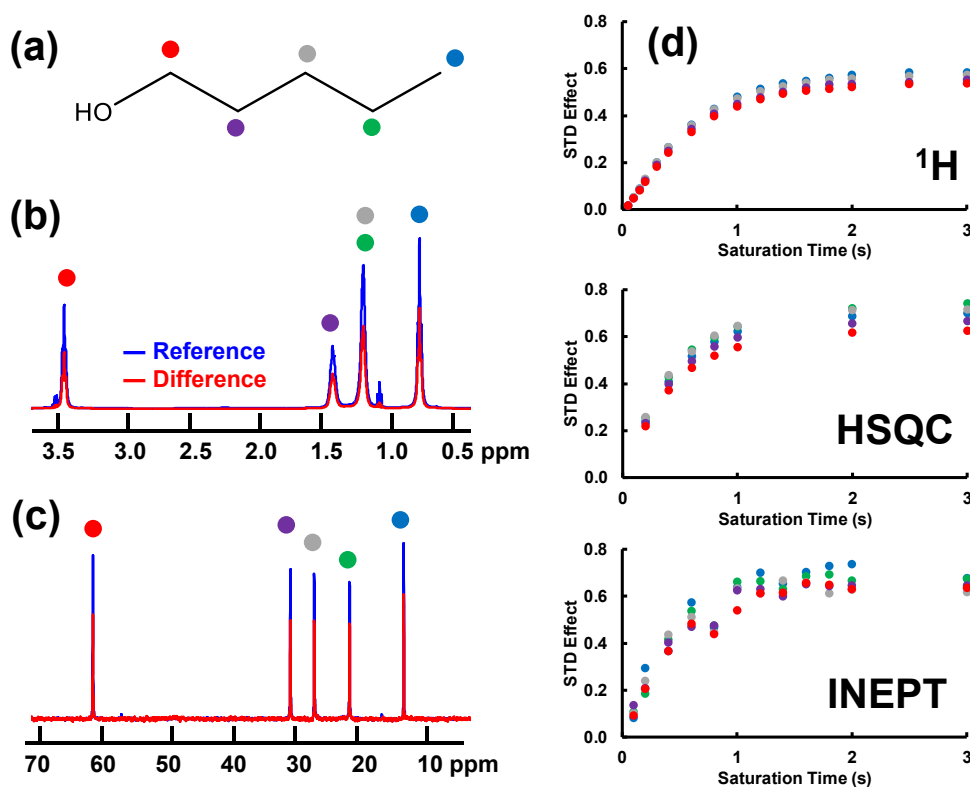 (a)
HO
(b)
Reference
Difference
3.5 3.0 2.5 2.0 1.5 1.0 0.5 ppm
(c)
70 60 50 40 30 20 10 ppm
(d)
0.8
0.6
0.4
0.2
0.0
STD Effect
¹H
0 1 2 3
Saturation Time (s)
0.8
0.6
0.4
0.2
0.0
STD Effect
HSQC
0 1 2 3
Saturation Time (s)
0.8
0.6
0.4
0.2
0.0
STD Effect
INEPT
0 1 2 3
Saturation Time (s)